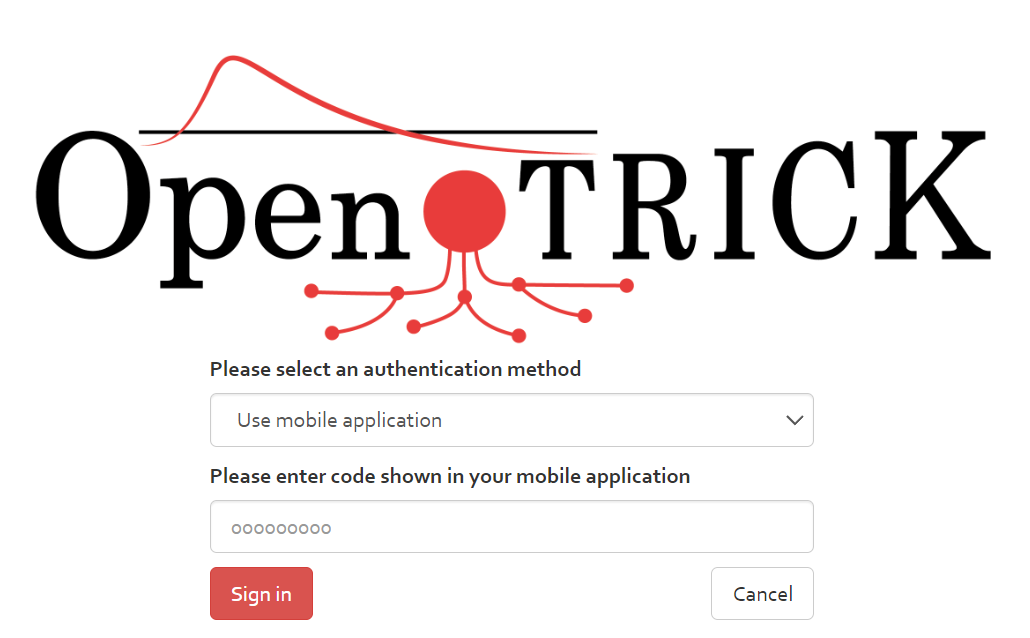 Open TRICK
Please select an authentication method
Use mobile application
Please enter code shown in your mobile application
ooooooooo
Sign in
Cancel